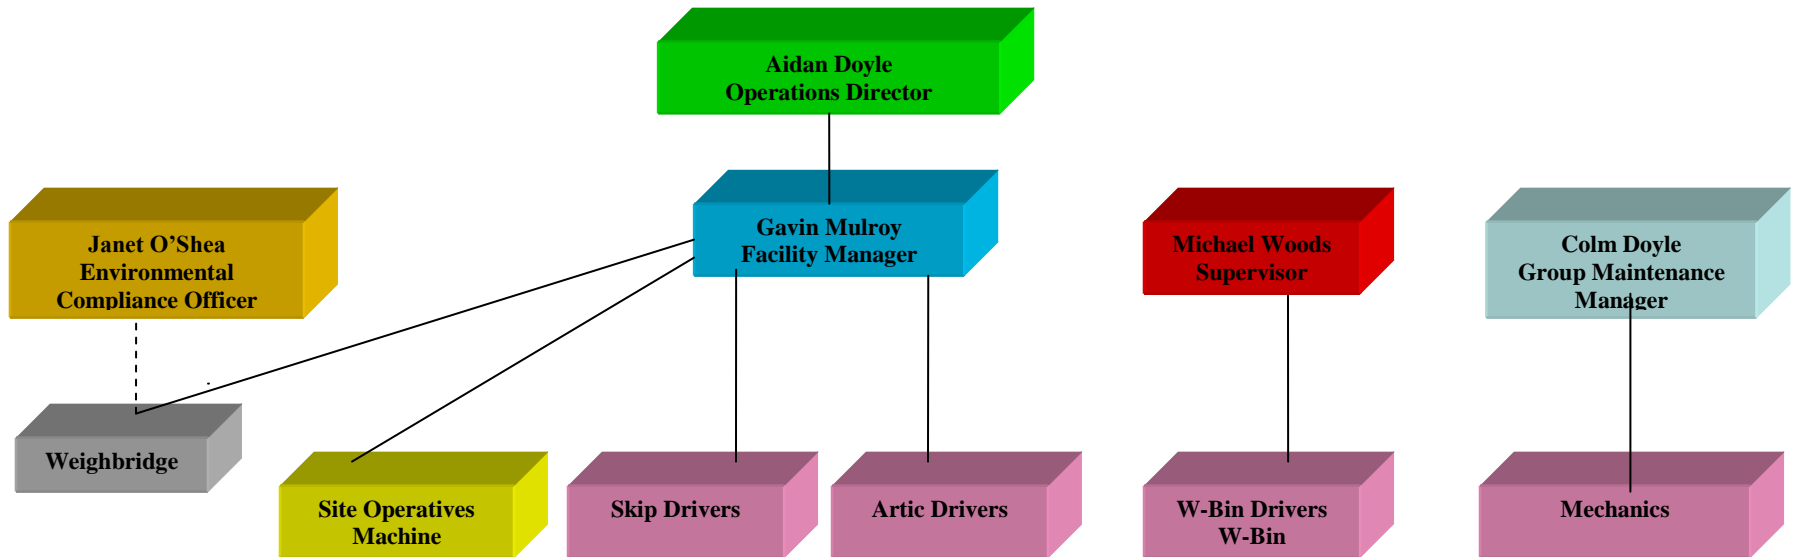 Aidan Doyle
Operations Director
Gavin Mulroy
Facility Manager
Janet O'Shea
Environmental
Compliance Officer
Michael Woods
Supervisor
Colm Doyle
Group Maintenance
Manager
Weighbridge
Site Operatives
Machine
Skip Drivers
Artic Drivers
W-Bin Drivers
W-Bin
Mechanics